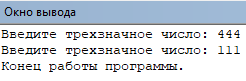 Окно вывода
Введите трехзначное число: 444
Введите трехзначное число: 111
Конец работы программы.